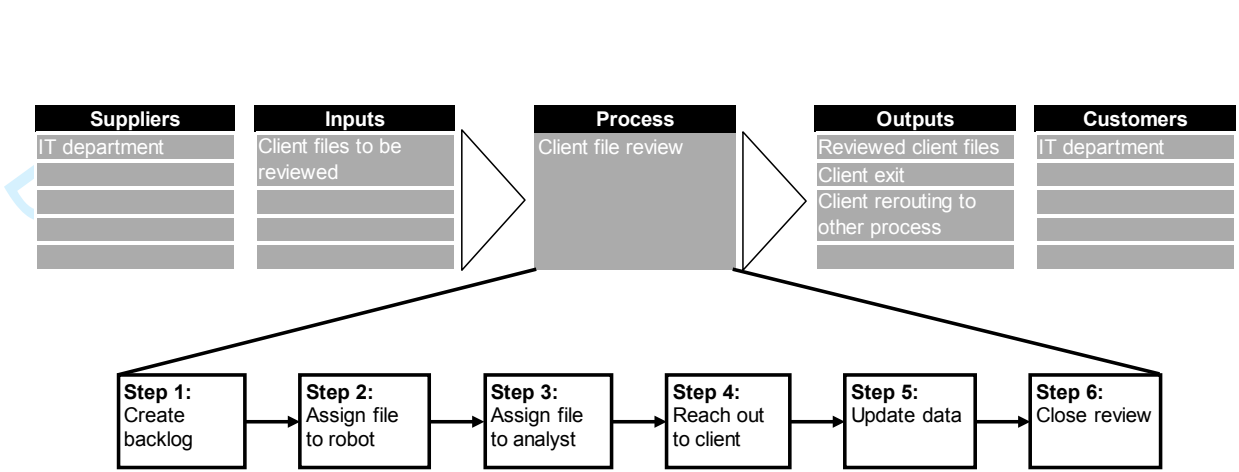 Suppliers
IT department
Inputs
Client files to be
reviewed
Process
Client file review
Outputs
Reviewed client files
Client exit
Client rerouting to
other process
Customers
IT department
Step 1:
Create
backlog
Step 2:
Assign file
to robot
Step 3:
Assign file
to analyst
Step 4:
Reach out
to client
Step 5:
Update data
Step 6:
Close review